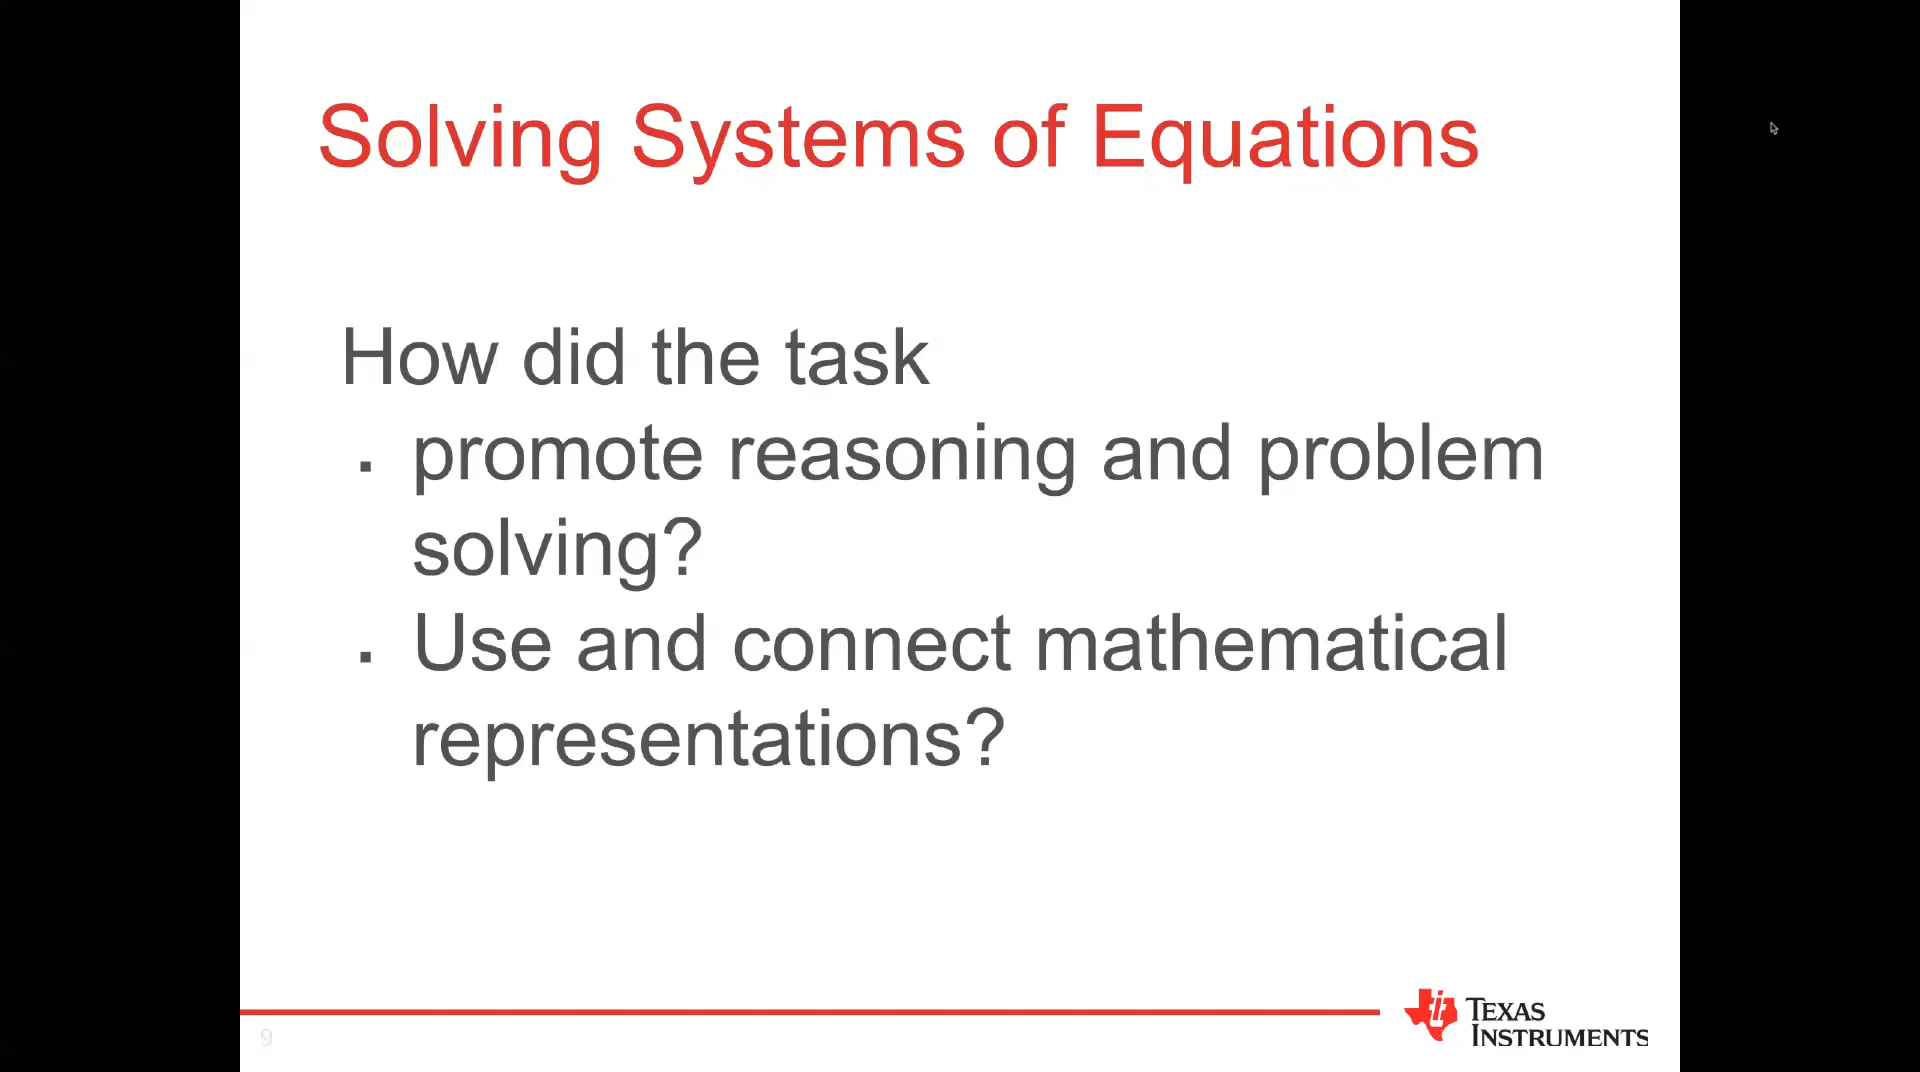 Solving Systems of Equations
How did the task
▪ promote reasoning and problem
solving?
▪ Use and connect mathematical
representations?
9
TEXAS
INSTRUMENTS